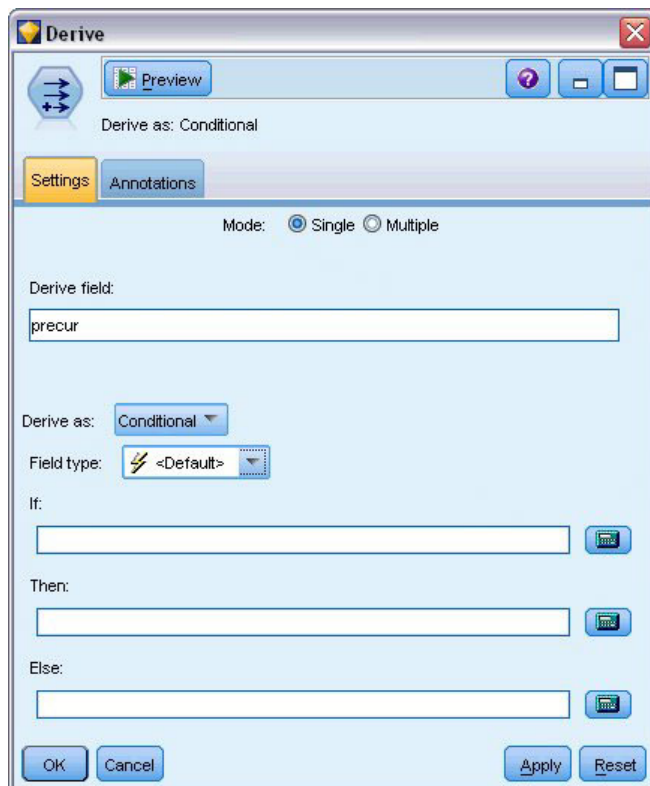 Derive
Preview
Derive as: Conditional
Settings Annotations
Mode: Single Multiple
Derive field:
precur
Derive as: Conditional
Field type: <Default>
If:
Then:
Else:
OK Cancel Apply Reset